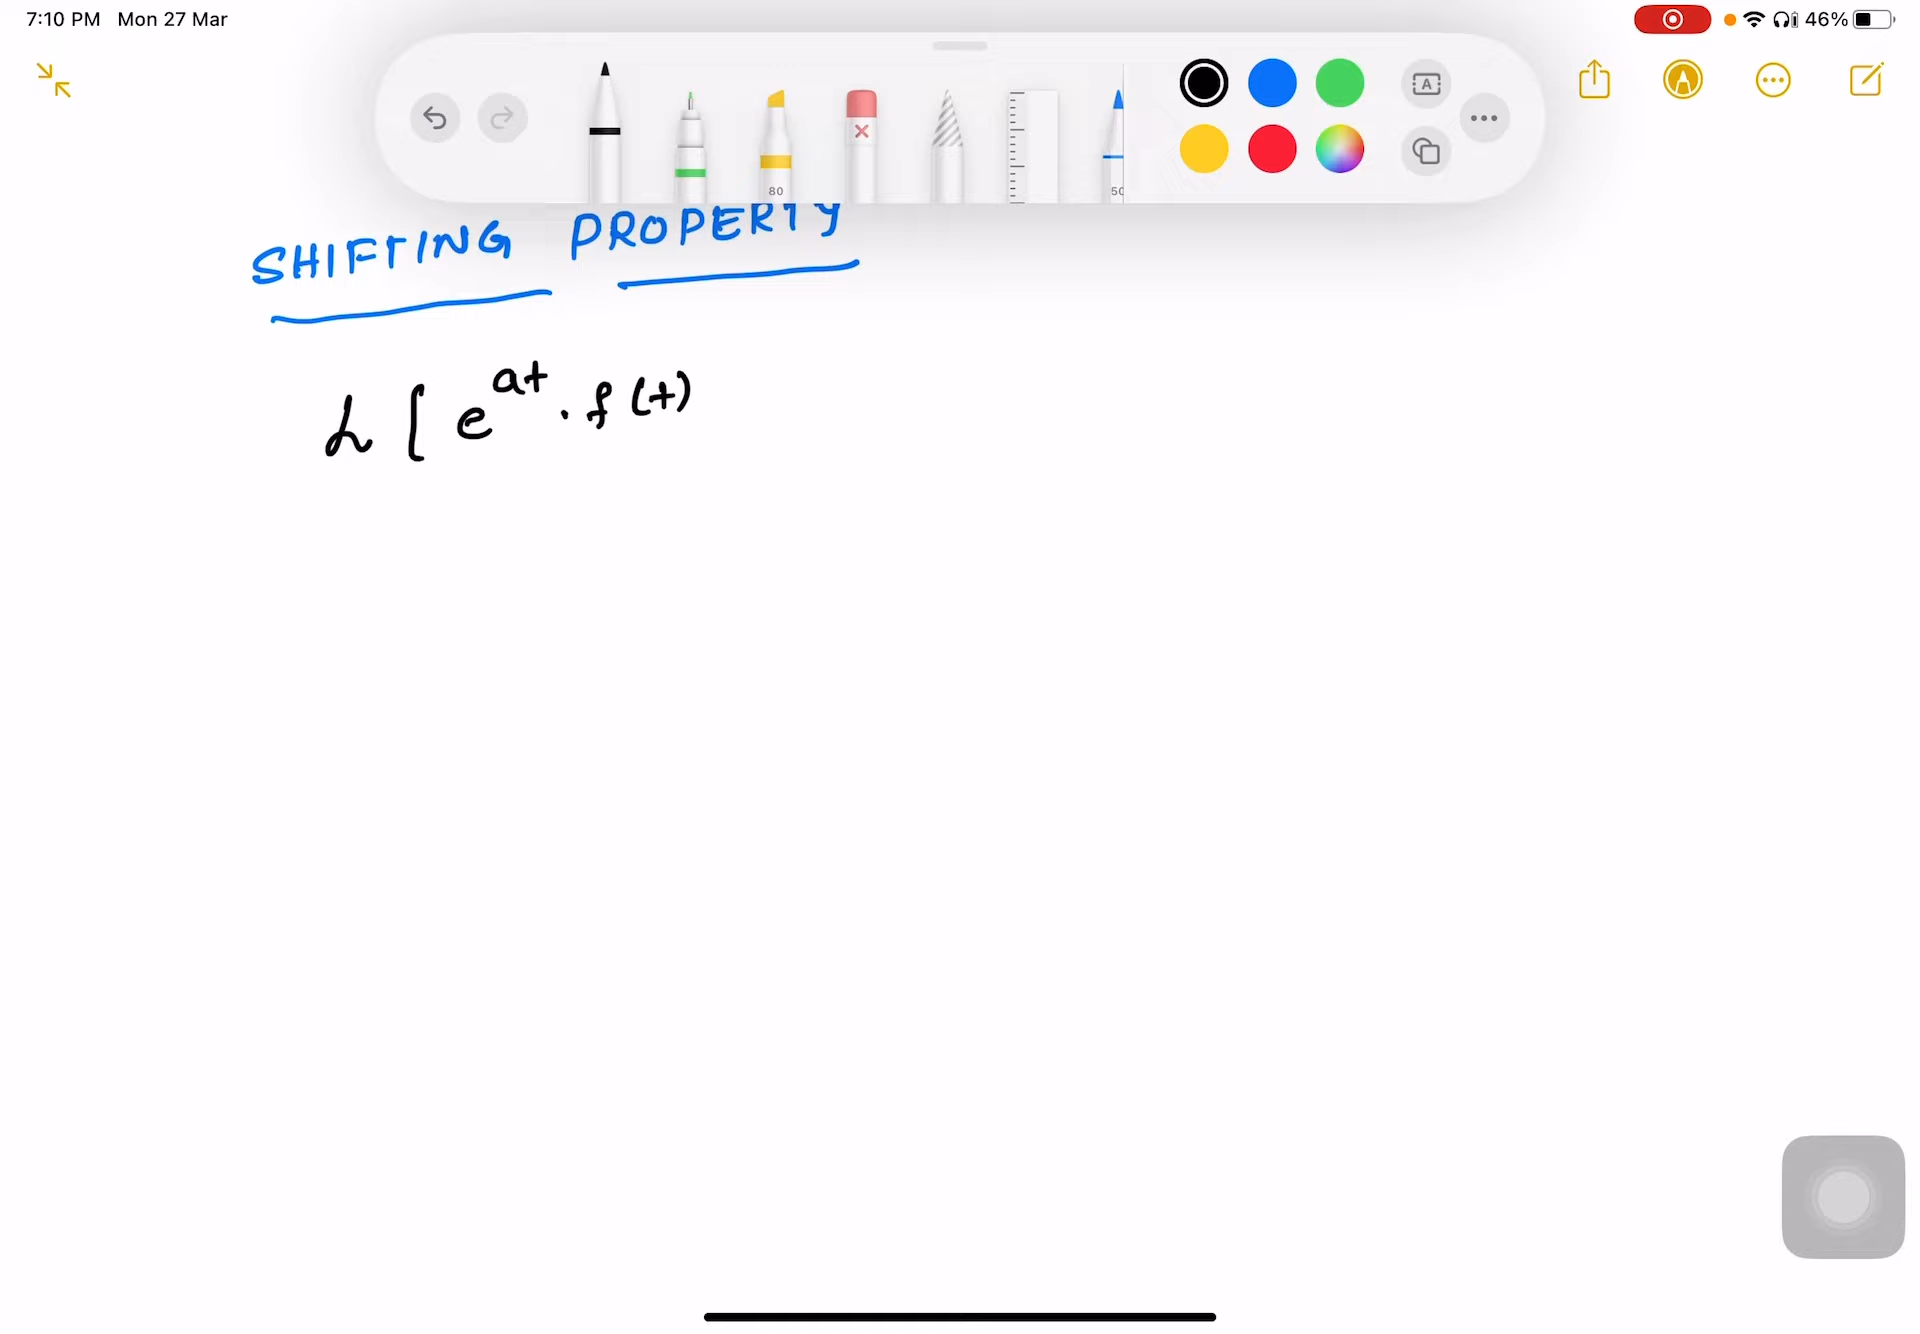 7:10 PM Mon 27 Mar
46%
A
80
50
SHIFTING PROPERTY
L [ e^{at} . f(t)